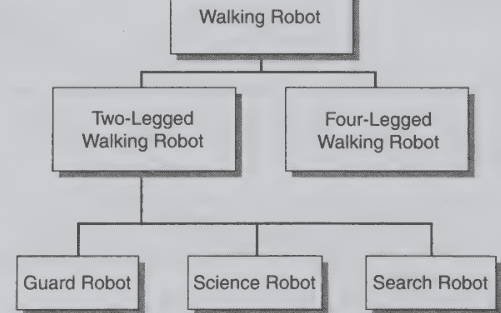 Walking Robot
Two-Legged
Walking Robot
Four-Legged
Walking Robot
Guard Robot
Science Robot
Search Robot